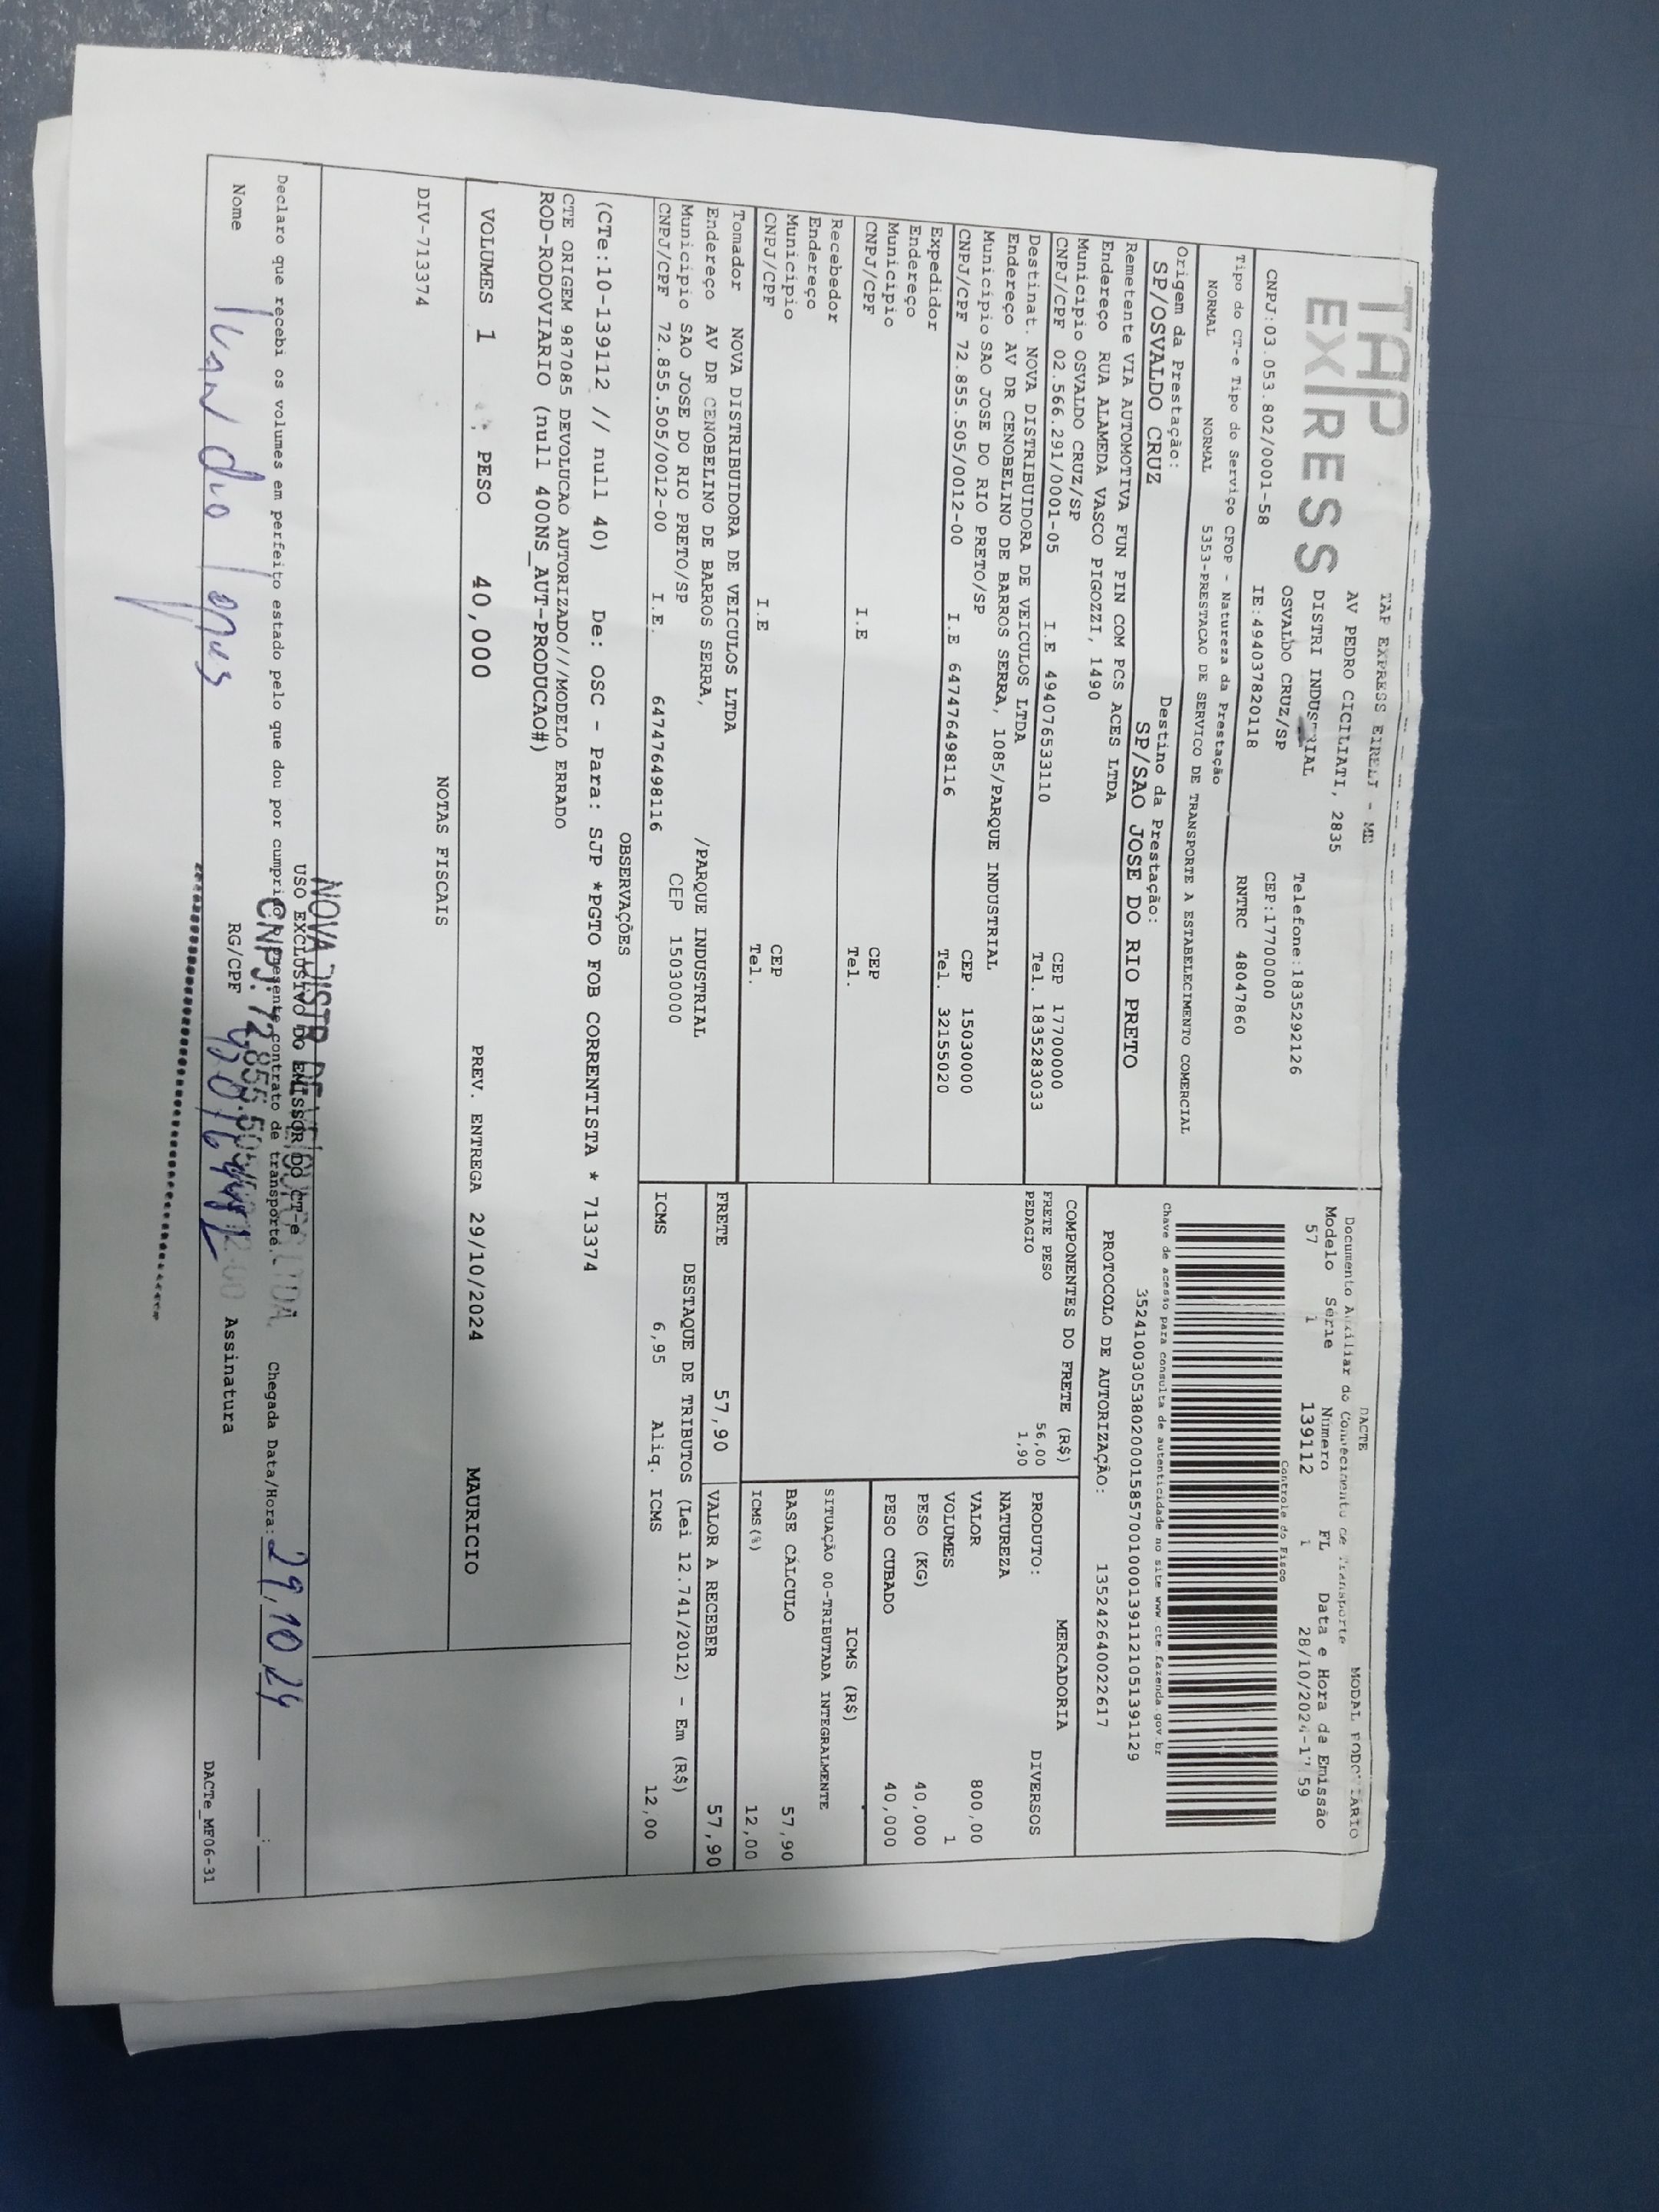 TAP
EXPRESS
TAP EXPRESS EIRELI - ME
AV PEDRO CICILIATI, 2835
DISTRI INDUSTRIAL
OSVALDO CRUZ/SP
Telefone:1835292126
CEP:17700000
CNPJ:03.053.802/0001-58
IE:494037820118
RNTRC 48047860
DACTE
MODAL RODOVIARIO
Documento Auxiliar do Conhecimento de Transporte
Modelo Série Número FL Data e Hora da Emissão
57 1 139112 1 28/10/2024-1 59
Controle do Fisco
Chave de acesso para consulta de autenticidade no site www cte fazenda.gov.br
35241003053802000158570010001391121051391129
PROTOCOLO DE AUTORIZAÇÃO: 135242640022617
Tipo do CT-e Tipo do Serviço CFOP - Natureza da Prestação
NORMAL NORMAL 5353-PRESTACAO DE SERVICO DE TRANSPORTE A ESTABELECIMENTO COMERCIAL
Origem da Prestação: Destino da Prestação:
SP/OSVALDO CRUZ SP/SAO JOSE DO RIO PRETO
Remetente VIA AUTOMOTIVA FUN PIN COM PCS ACES LTDA
Endereço RUA ALAMEDA VASCO PIGOZZI, 1490
Municipio OSVALDO CRUZ/SP CEP 17700000
CNPJ/CPF 02.566.291/0001-05 I.E 494076533110 Tel. 1835283033
Destinat. NOVA DISTRIBUIDORA DE VEICULOS LTDA
Endereço AV DR CENOBELINO DE BARROS SERRA, 1085/PARQUE INDUSTRIAL
Municipio SAO JOSE DO RIO PRETO/SP CEP 15030000
CNPJ/CPF 72.855.505/0012-00 I.E 647476498116 Tel. 32155020
Expedidor
Endereço
Municipio CEP
CNPJ/CPF I.E Tel.
Recebedor
Endereço
Municipio CEP
CNPJ/CPF I.E Tel.
Tomador NOVA DISTRIBUIDORA DE VEICULOS LTDA
Endereço AV DR CENOBELINO DE BARROS SERRA, /PARQUE INDUSTRIAL
Municipio SAO JOSE DO RIO PRETO/SP CEP 15030000
CNPJ/CPF 72.855.505/0012-00 I.E. 647476498116
COMPONENTES DO FRETE (R$)
FRETE PESO 56,00
PEDAGIO 1,90
MERCADORIA
PRODUTO: DIVERSOS
NATUREZA
VALOR 800,00
VOLUMES 1
PESO (KG) 40,000
PESO CUBADO 40,000
ICMS (R$)
SITUAÇÃO 00-TRIBUTADA INTEGRALMENTE
BASE CÁLCULO 57,90
ICMS(%) 12,00
FRETE 57,90 VALOR A RECEBER 57,90
DESTAQUE DE TRIBUTOS (Lei 12.741/2012) - Em (R$)
ICMS 6,95 Aliq. ICMS 12,00
OBSERVAÇÕES
(CTe:10-139112 // null 40) De: OSC - Para: SJP *PGTO FOB CORRENTISTA * 713374
CTE ORIGEM 987085 DEVOLUCAO AUTORIZADO///MODELO ERRADO
ROD-RODOVIARIO (null 400NS_AUT-PRODUCAO#)
VOLUMES 1 PESO 40,000 PREV. ENTREGA 29/10/2024 MAURICIO
NOTAS FISCAIS
DIV-713374
USO EXCLUSIVO DO EMISSOR DO CT-e
Declaro que recebi os volumes em perfeito estado pelo que dou por cumprido o presente contrato de transporte. Chegada Data/Hora: 29,10 24
NOVA DISTR DE LTDA
CNPJ: 72.855.505/0012-00
Nome RG/CPF Assinatura
DACTe_MF06-31